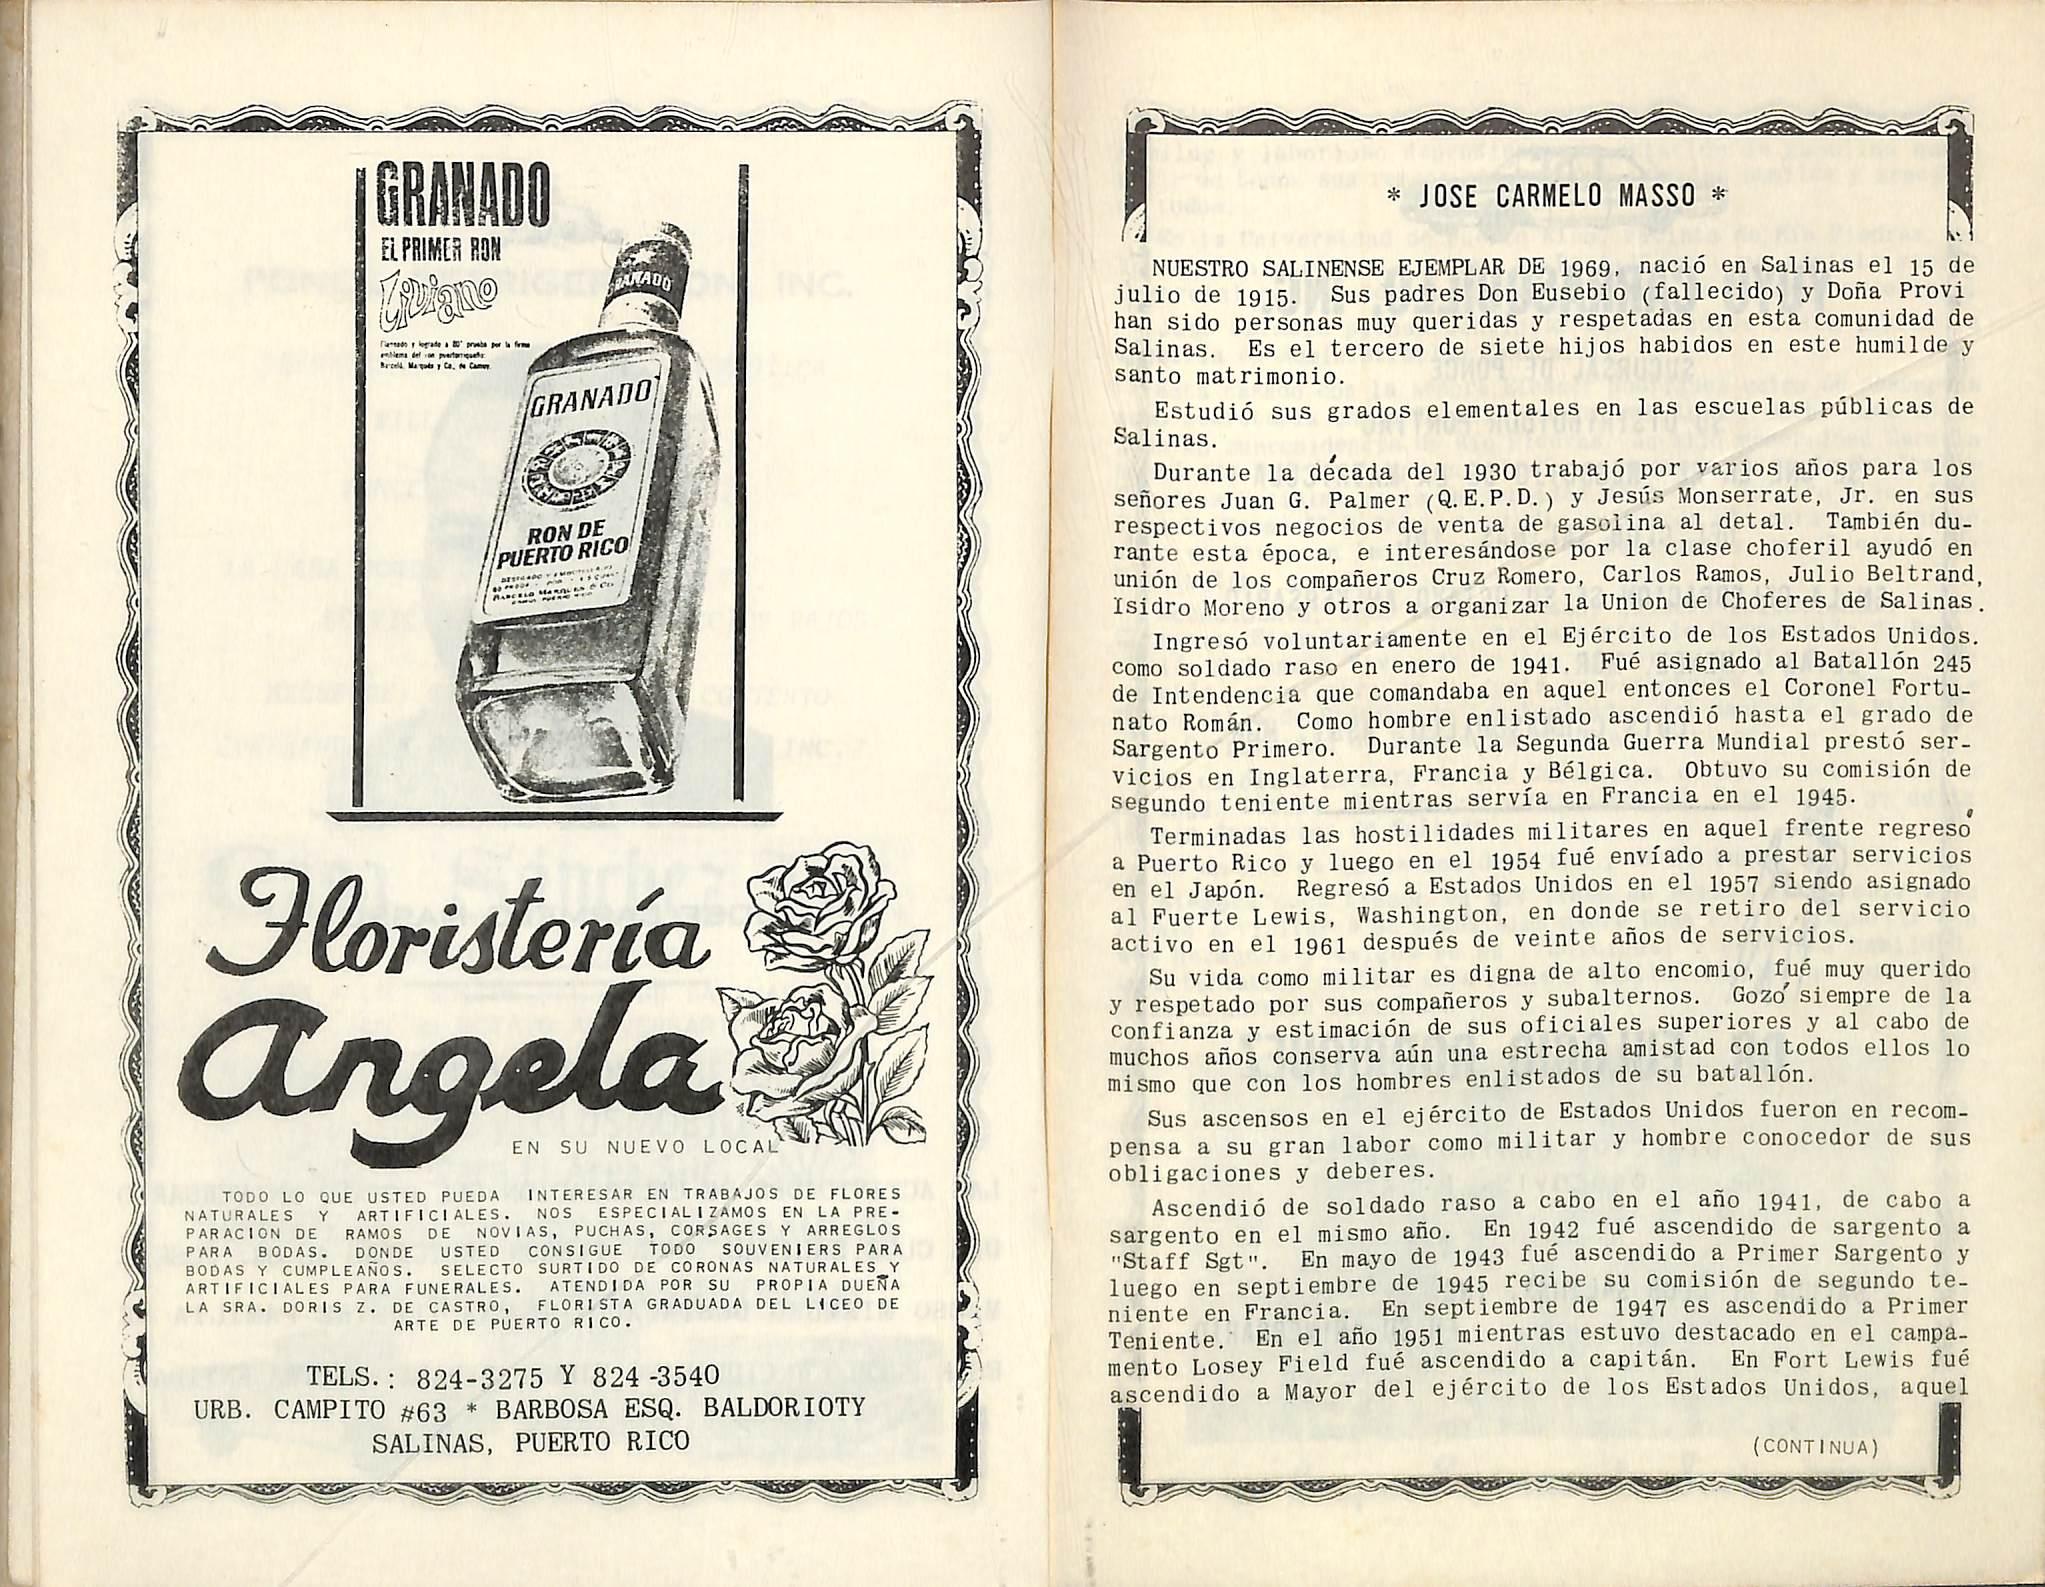 GRANADO
EL PRIMER RON
Liviano
Flameado y logrado a 80° prueba por la firma
emblema del ron puertorriqueño:
Barceló, Marqués y Co., de Camuy.
GRANADO
GRANADO
RON DE
PUERTO RICO
BARCELO MARQUES & CO.
Floristería
Angela
EN SU NUEVO LOCAL
TODO LO QUE USTED PUEDA INTERESAR EN TRABAJOS DE FLORES
NATURALES Y ARTIFICIALES. NOS ESPECIALIZAMOS EN LA PRE-
PARACION DE RAMOS DE NOVIAS, PUCHAS, CORSAGES Y ARREGLOS
PARA BODAS. DONDE USTED CONSIGUE TODO SOUVENIERS PARA
BODAS Y CUMPLEAÑOS. SELECTO SURTIDO DE CORONAS NATURALES Y
ARTIFICIALES PARA FUNERALES. ATENDIDA POR SU PROPIA DUEÑA
LA SRA. DORIS Z. DE CASTRO, FLORISTA GRADUADA DEL LICEO DE
ARTE DE PUERTO RICO.
TELS.: 824-3275 Y 824-3540
URB. CAMPITO #63 * BARBOSA ESQ. BALDORIOTY
SALINAS, PUERTO RICO
* JOSE CARMELO MASSO *
NUESTRO SALINENSE EJEMPLAR DE 1969, nació en Salinas el 15 de
julio de 1915. Sus padres Don Eusebio (fallecido) y Doña Provi
han sido personas muy queridas y respetadas en esta comunidad de
Salinas. Es el tercero de siete hijos habidos en este humilde y
santo matrimonio.
Estudió sus grados elementales en las escuelas públicas de
Salinas.
Durante la década del 1930 trabajó por varios años para los
señores Juan G. Palmer (Q.E.P.D.) y Jesús Monserrate, Jr. en sus
respectivos negocios de venta de gasolina al detal. También du-
rante esta época, e interesándose por la clase choferil ayudó en
unión de los compañeros Cruz Romero, Carlos Ramos, Julio Beltrand,
Isidro Moreno y otros a organizar la Union de Choferes de Salinas.
Ingresó voluntariamente en el Ejército de los Estados Unidos.
como soldado raso en enero de 1941. Fué asignado al Batallón 245
de Intendencia que comandaba en aquel entonces el Coronel Fortu-
nato Román. Como hombre enlistado ascendió hasta el grado de
Sargento Primero. Durante la Segunda Guerra Mundial prestó ser-
vicios en Inglaterra, Francia y Bélgica. Obtuvo su comisión de
segundo teniente mientras servía en Francia en el 1945.
Terminadas las hostilidades militares en aquel frente regresó
a Puerto Rico y luego en el 1954 fué envíado a prestar servicios
en el Japón. Regresó a Estados Unidos en el 1957 siendo asignado
al Fuerte Lewis, Washington, en donde se retiro del servicio
activo en el 1961 después de veinte años de servicios.
Su vida como militar es digna de alto encomio, fué muy querido
y respetado por sus compañeros y subalternos. Gozó siempre de la
confianza y estimación de sus oficiales superiores y al cabo de
muchos años conserva aún una estrecha amistad con todos ellos lo
mismo que con los hombres enlistados de su batallón.
Sus ascensos en el ejército de Estados Unidos fueron en recom-
pensa a su gran labor como militar y hombre conocedor de sus
obligaciones y deberes.
Ascendió de soldado raso a cabo en el año 1941, de cabo a
sargento en el mismo año. En 1942 fué ascendido de sargento a
"Staff Sgt". En mayo de 1943 fué ascendido a Primer Sargento y
luego en septiembre de 1945 recibe su comisión de segundo te-
niente en Francia. En septiembre de 1947 es ascendido a Primer
Teniente. En el año 1951 mientras estuvo destacado en el campa-
mento Losey Field fué ascendido a capitán. En Fort Lewis fué
ascendido a Mayor del ejército de los Estados Unidos, aquel
(CONTINUA)